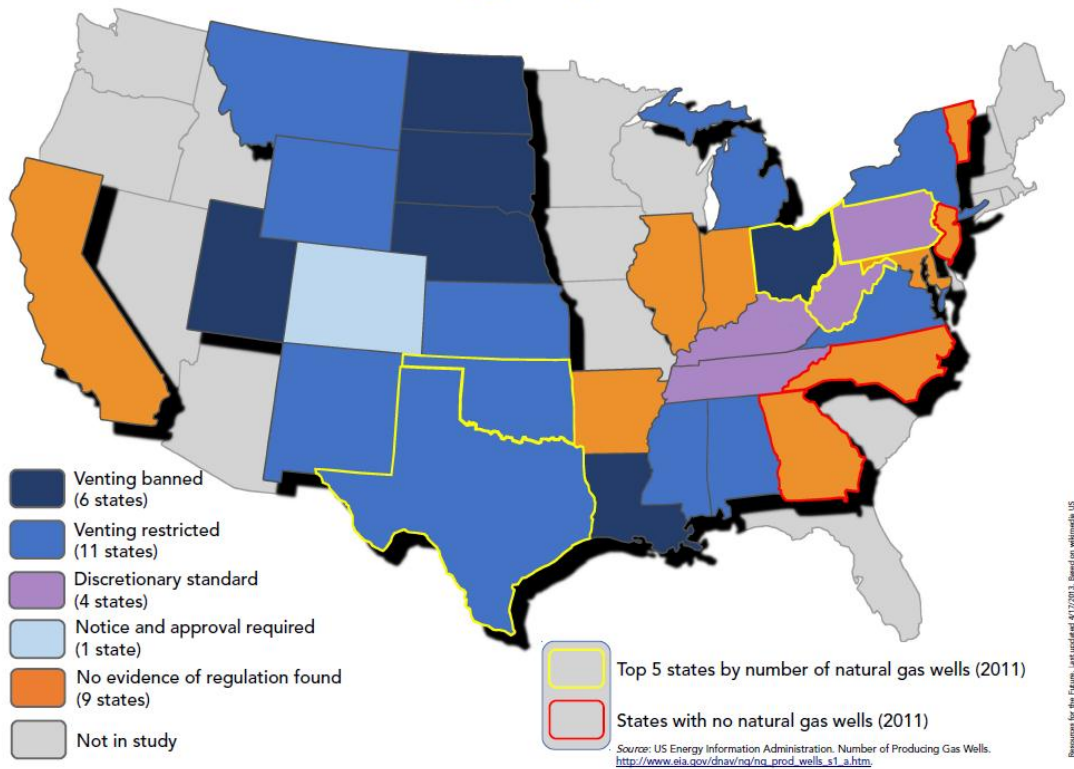 Venting banned
(6 states)
Venting restricted
(11 states)
Discretionary standard
(4 states)
Notice and approval required
(1 state)
No evidence of regulation found
(9 states)
Not in study
Top 5 states by number of natural gas wells (2011)
States with no natural gas wells (2011)
Source: US Energy Information Administration. Number of Producing Gas Wells.
http://www.eia.gov/dnav/ng/ng_prod_wells_s1_a.htm.
Resources for the Future. Last updated 4/17/2013. Based on wikimedia US